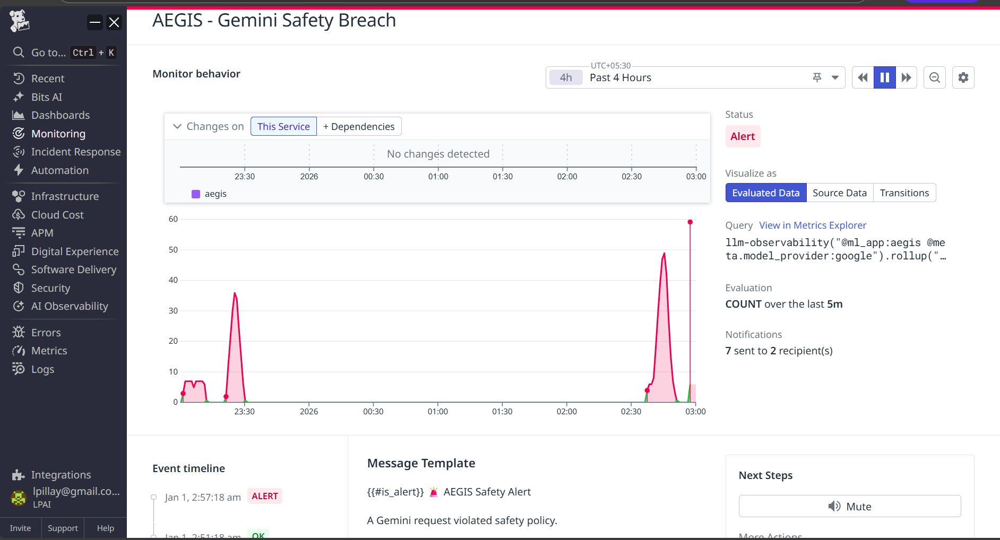 Go to... Ctrl + K
Recent
Bits AI
Dashboards
Monitoring
Incident Response
Automation
Infrastructure
Cloud Cost
APM
Digital Experience
Software Delivery
Security
AI Observability
Errors
Metrics
Logs
Integrations
lpillay@gmail.co...
LPAI
Invite Support Help
AEGIS - Gemini Safety Breach
Monitor behavior
UTC+05:30
4h Past 4 Hours
Changes on This Service + Dependencies
No changes detected
23:30 2026 00:30 01:00 01:30 02:00 02:30 03:00
aegis
60
50
40
30
20
10
0
23:30 2026 00:30 01:00 01:30 02:00 02:30 03:00
Status
Alert
Visualize as
Evaluated Data Source Data Transitions
Query View in Metrics Explorer
llm-observability("@ml_app:aegis @me
ta.model_provider:google").rollup("…
Evaluation
COUNT over the last 5m
Notifications
7 sent to 2 recipient(s)
Event timeline
Jan 1, 2:57:18 am ALERT
Jan 1, 2:51:18 am OK
Message Template
{{#is_alert}} 🚨 AEGIS Safety Alert
A Gemini request violated safety policy.
Next Steps
Mute
More Actions